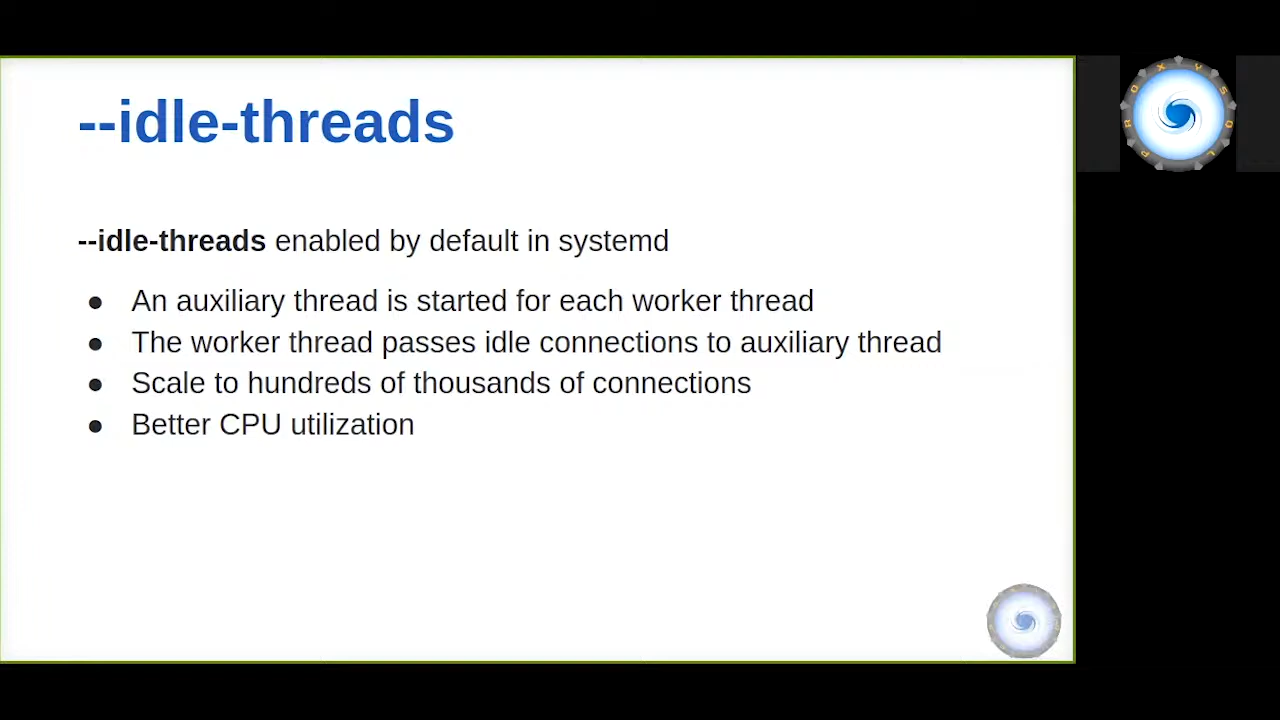 --idle-threads
--idle-threads enabled by default in systemd
● An auxiliary thread is started for each worker thread
● The worker thread passes idle connections to auxiliary thread
● Scale to hundreds of thousands of connections
● Better CPU utilization
PROXYSQL